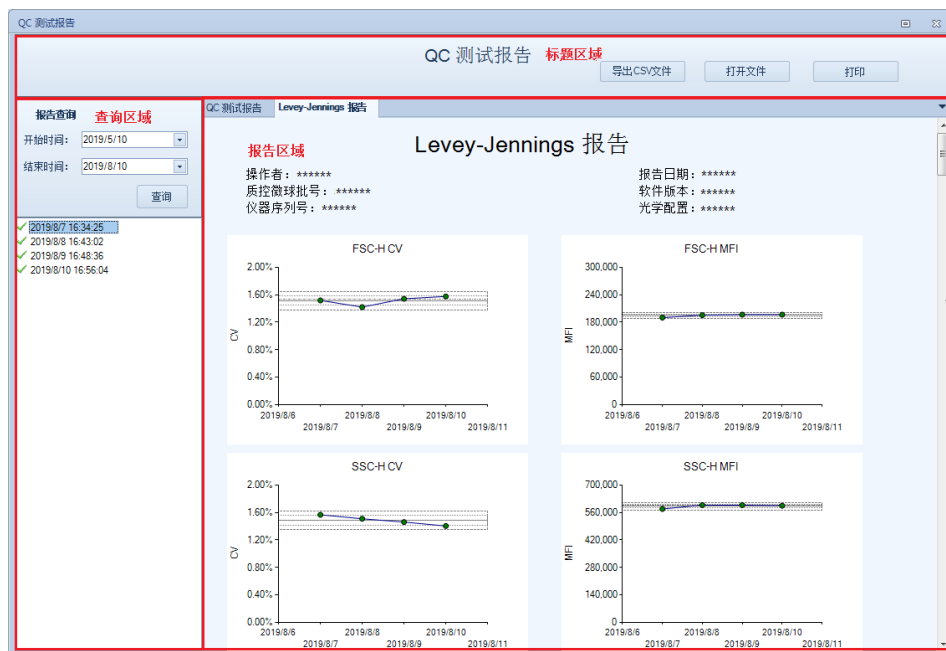 QC 测试报告
QC 测试报告 标题区域
导出CSV文件 打开文件 打印
报告查询 查询区域
开始时间： 2019/5/10
结束时间： 2019/8/10
查询
2019/8/7 16:34:25
2019/8/8 16:43:02
2019/8/9 16:48:36
2019/8/10 16:56:04
QC 测试报告 Levey-Jennings 报告
报告区域
Levey-Jennings 报告
操作者：****** 报告日期：******
质控微球批号：****** 软件版本：******
仪器序列号：****** 光学配置：******
FSC-H CV
2.00%
1.60%
1.20%
0.80%
0.40%
0.00%
CV
2019/8/6 2019/8/8 2019/8/10
2019/8/7 2019/8/9 2019/8/11
FSC-H MFI
300,000
240,000
180,000
120,000
60,000
0
MFI
2019/8/6 2019/8/8 2019/8/10
2019/8/7 2019/8/9 2019/8/11
SSC-H CV
2.00%
1.60%
1.20%
0.80%
0.40%
0.00%
CV
2019/8/6 2019/8/8 2019/8/10
2019/8/7 2019/8/9 2019/8/11
SSC-H MFI
700,000
560,000
420,000
280,000
140,000
0
MFI
2019/8/6 2019/8/8 2019/8/10
2019/8/7 2019/8/9 2019/8/11